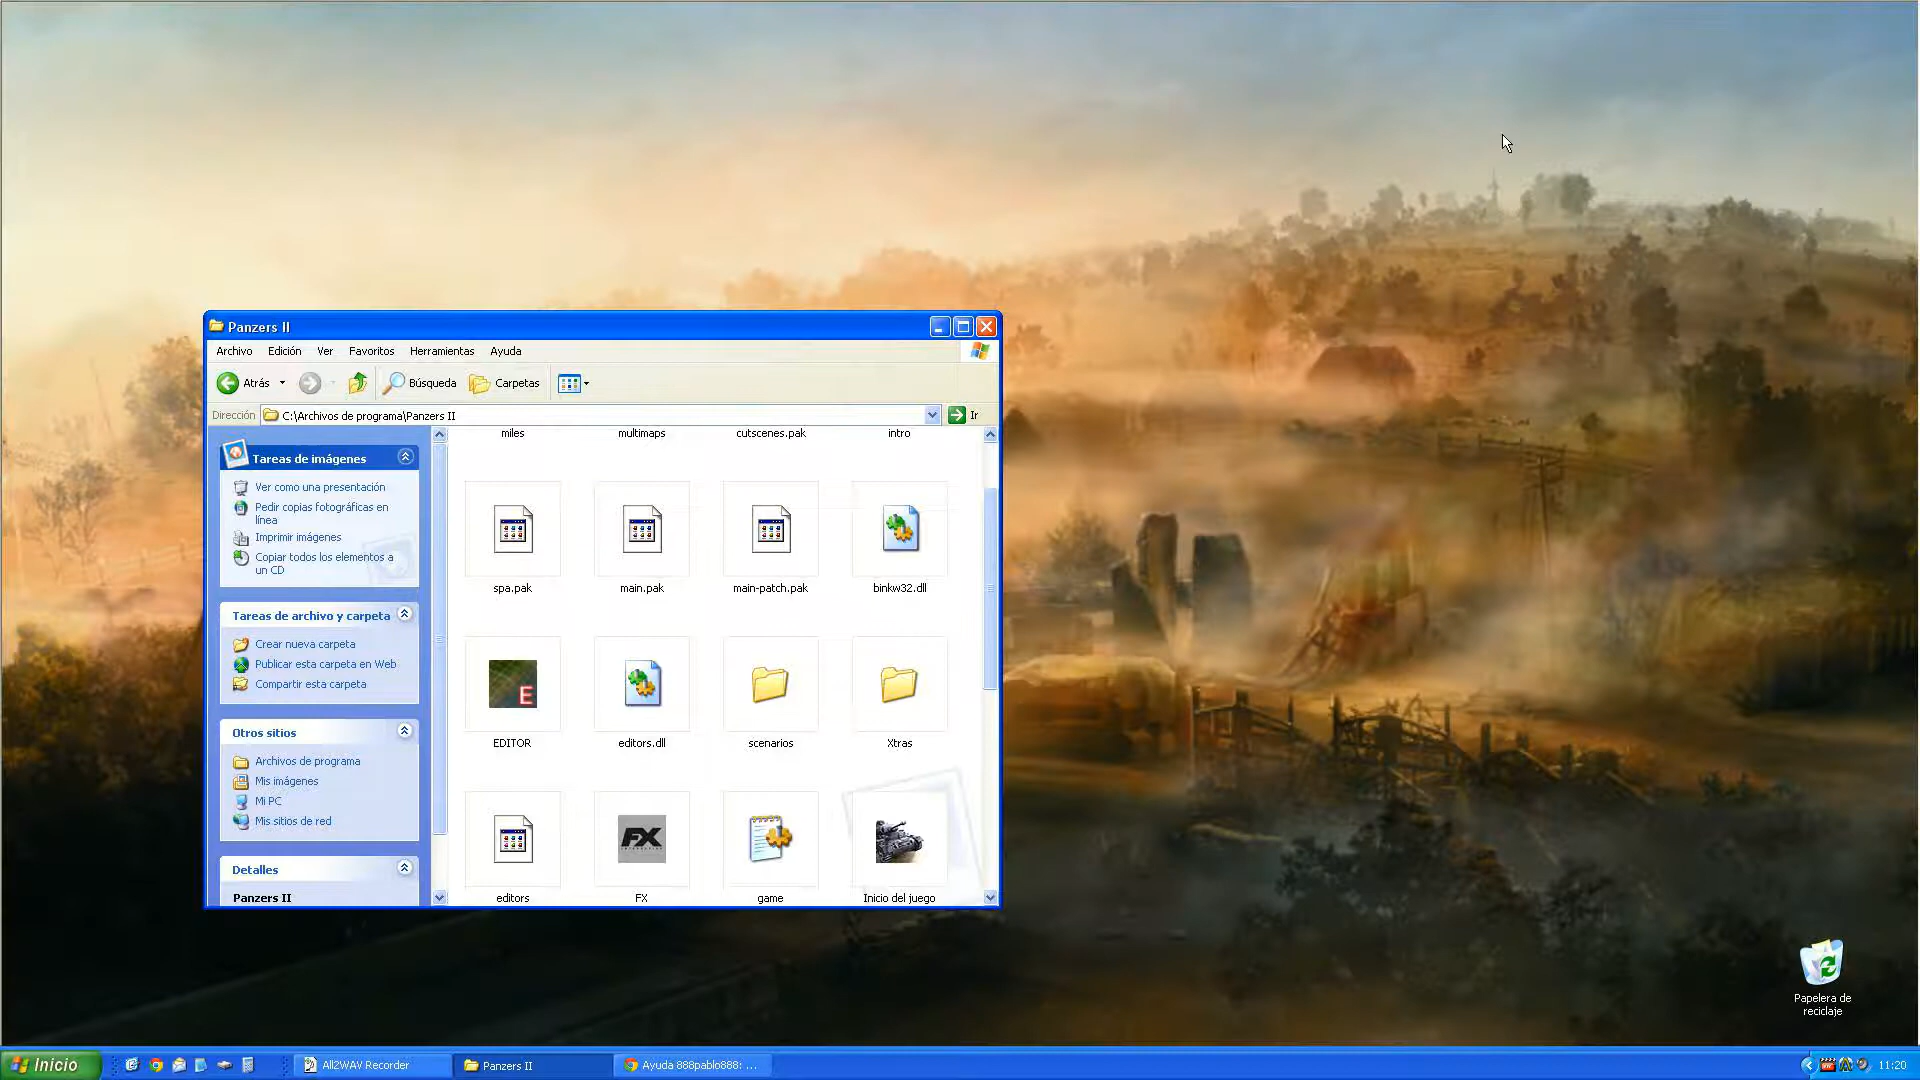 Panzers II
Archivo Edición Ver Favoritos Herramientas Ayuda
Atrás Búsqueda Carpetas
Dirección C:\Archivos de programa\Panzers II Ir
Tareas de imágenes
Ver como una presentación
Pedir copias fotográficas en
línea
Imprimir imágenes
Copiar todos los elementos a
un CD
Tareas de archivo y carpeta
Crear nueva carpeta
Publicar esta carpeta en Web
Compartir esta carpeta
Otros sitios
Archivos de programa
Mis imágenes
Mi PC
Mis sitios de red
Detalles
Panzers II
miles multimaps cutscenes.pak intro
spa.pak main.pak main-patch.pak binkw32.dll
E
EDITOR editors.dll scenarios Xtras
FX
editors FX game Inicio del juego
Papelera de
reciclaje
Inicio All2WAV Recorder Panzers II Ayuda 888pablo888: ... 11:20